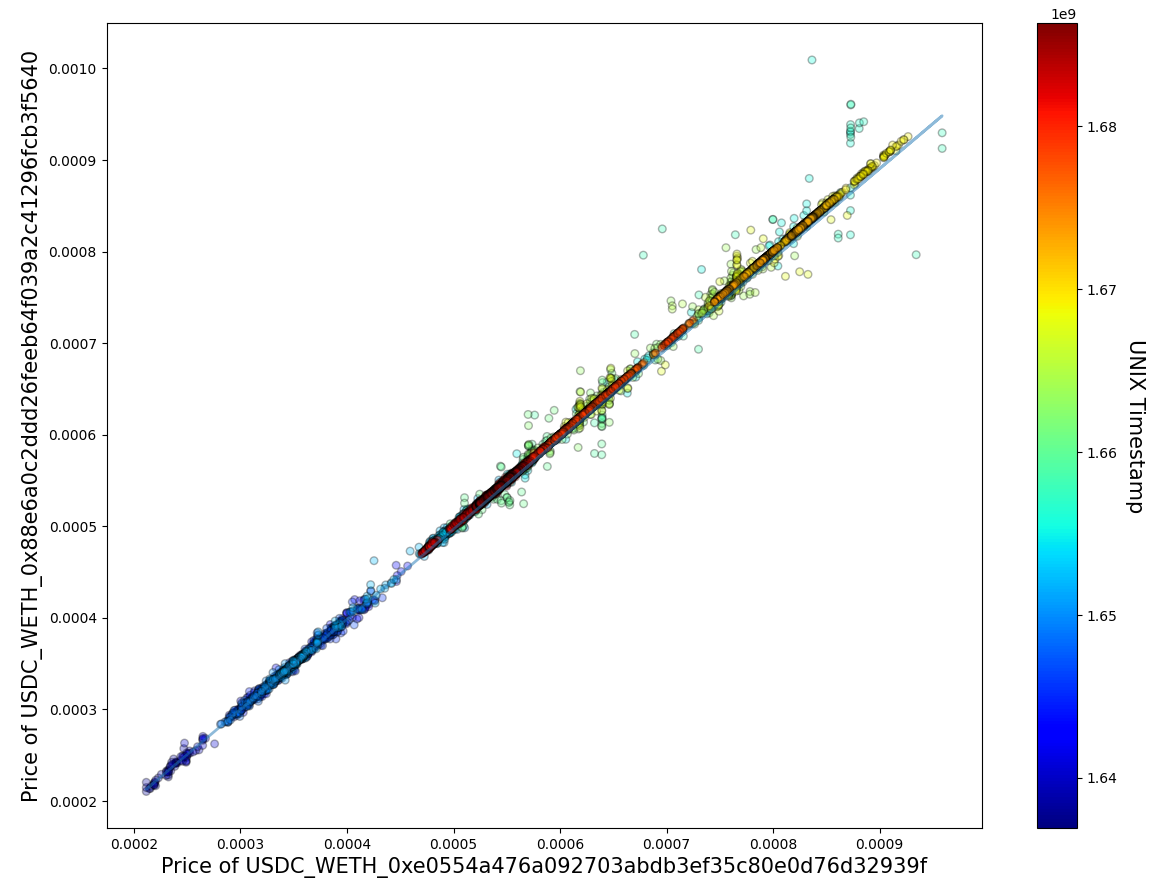 1e9
0.0010
0.0009
0.0008
0.0007
0.0006
0.0005
0.0004
0.0003
0.0002
Price of USDC_WETH_0x88e6a0c2ddd26feeb64f039a2c41296fcb3f5640
0.0002 0.0003 0.0004 0.0005 0.0006 0.0007 0.0008 0.0009
Price of USDC_WETH_0xe0554a476a092703abdb3ef35c80e0d76d32939f
1.68
1.67
1.66
1.65
1.64
UNIX Timestamp